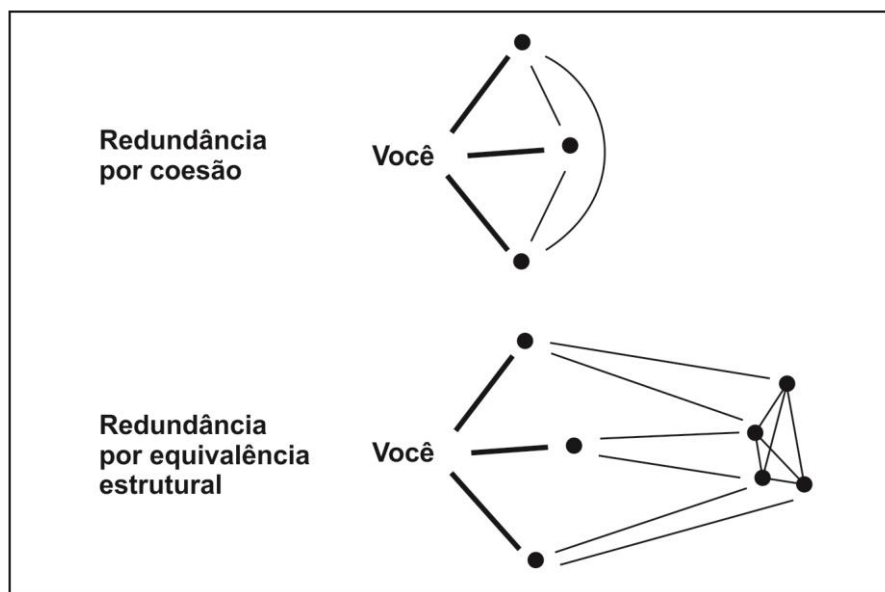 Redundância
por coesão
Você
Redundância
por equivalência
estrutural
Você